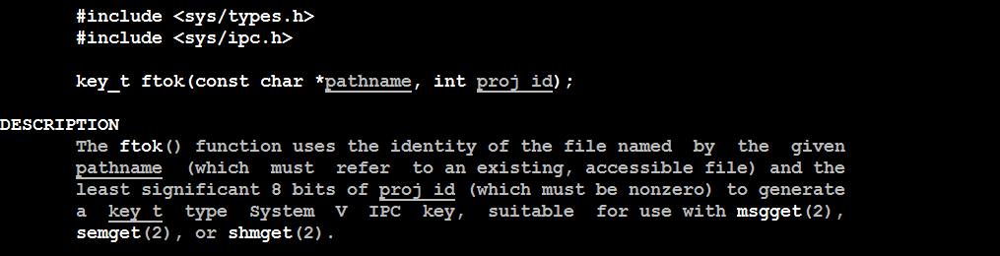 #include <sys/types.h>
#include <sys/ipc.h>
key_t ftok(const char *pathname, int proj_id);
DESCRIPTION
The ftok() function uses the identity of the file named by the given
pathname (which must refer to an existing, accessible file) and the
least significant 8 bits of proj_id (which must be nonzero) to generate
a key_t type System V IPC key, suitable for use with msgget(2),
semget(2), or shmget(2).